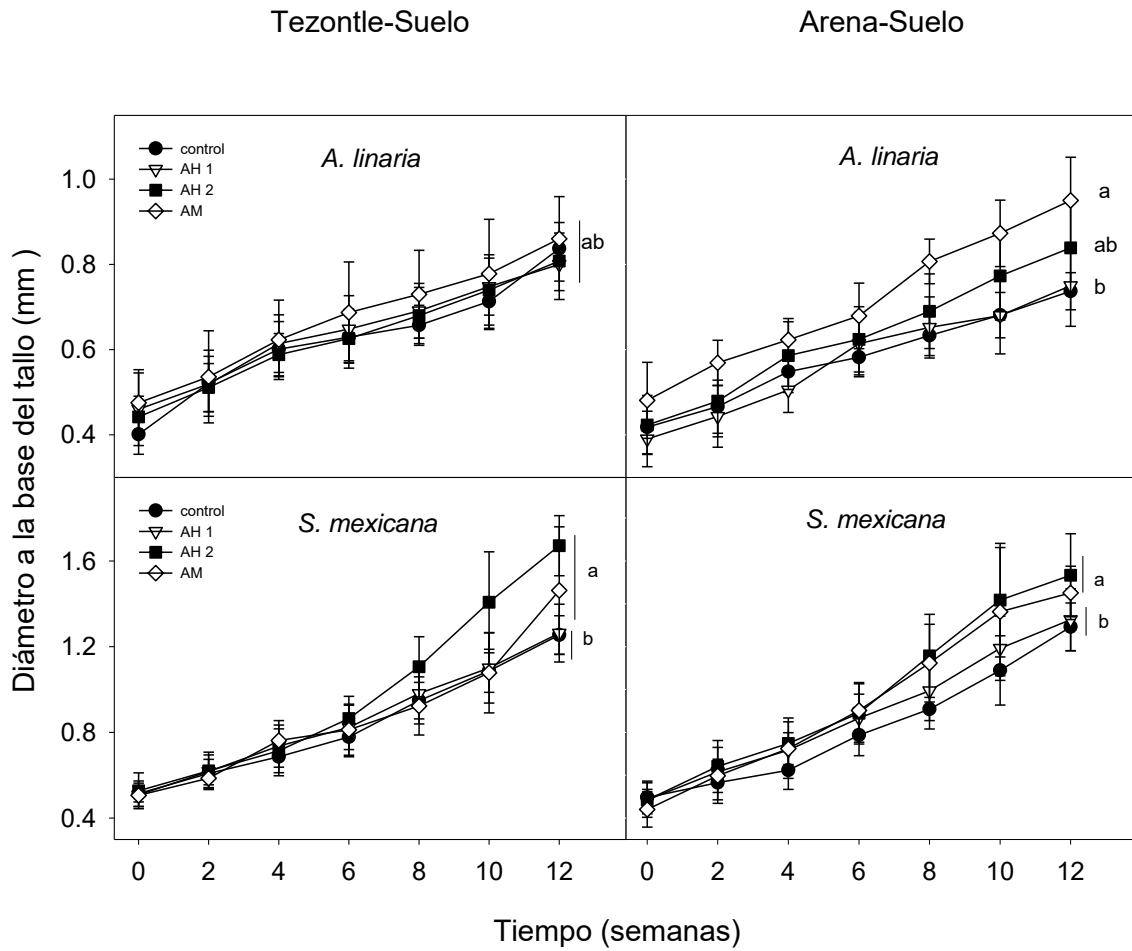 Tezontle-Suelo
Arena-Suelo
Diámetro a la base del tallo (mm )
control
AH 1
AH 2
AM
A. linaria
ab
1.0
0.8
0.6
0.4
A. linaria
a
ab
b
control
AH 1
AH 2
AM
S. mexicana
a
b
1.6
1.2
0.8
0.4
S. mexicana
a
b
0 2 4 6 8 10 12
0 2 4 6 8 10 12
Tiempo (semanas)